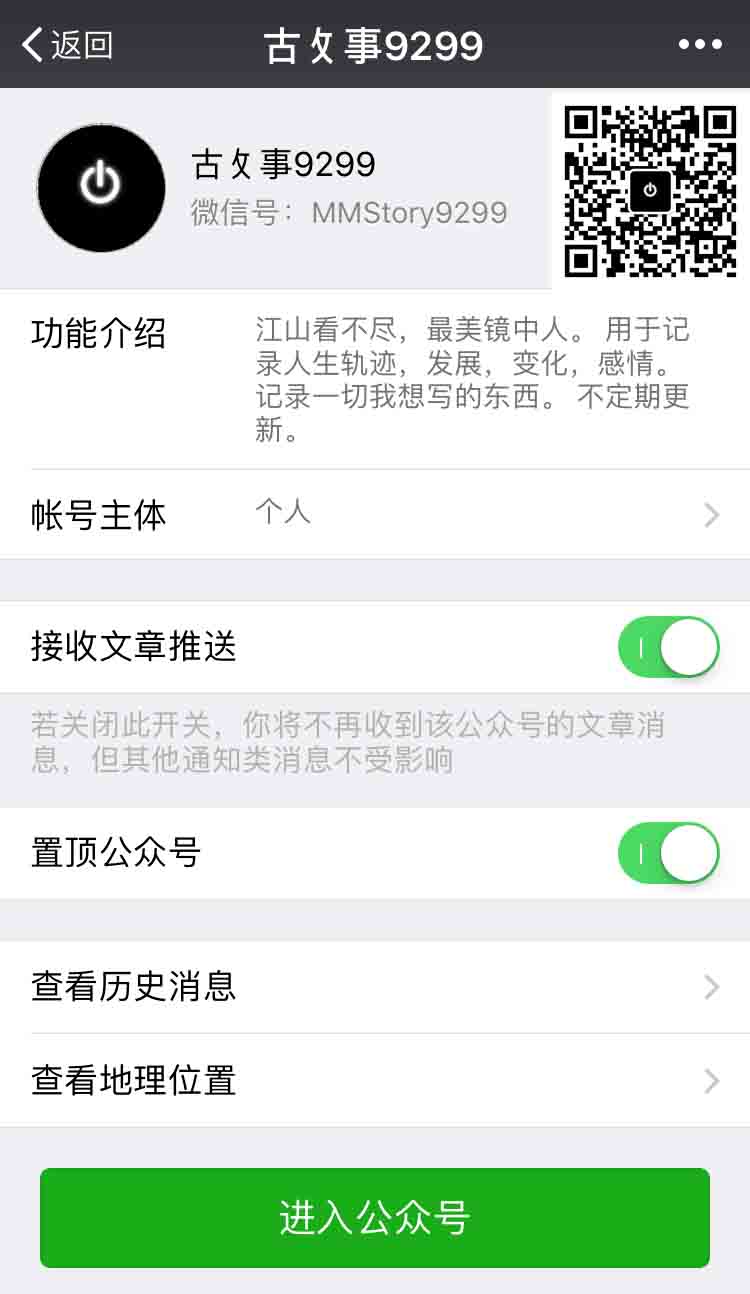 返回
古攵事9299
古攵事9299
微信号: MMStory9299
功能介绍
江山看不尽，最美镜中人。 用于记
录人生轨迹，发展，变化，感情。
记录一切我想写的东西。 不定期更
新。
帐号主体
个人
接收文章推送
若关闭此开关，你将不再收到该公众号的文章消
息，但其他通知类消息不受影响
置顶公众号
查看历史消息
查看地理位置
进入公众号